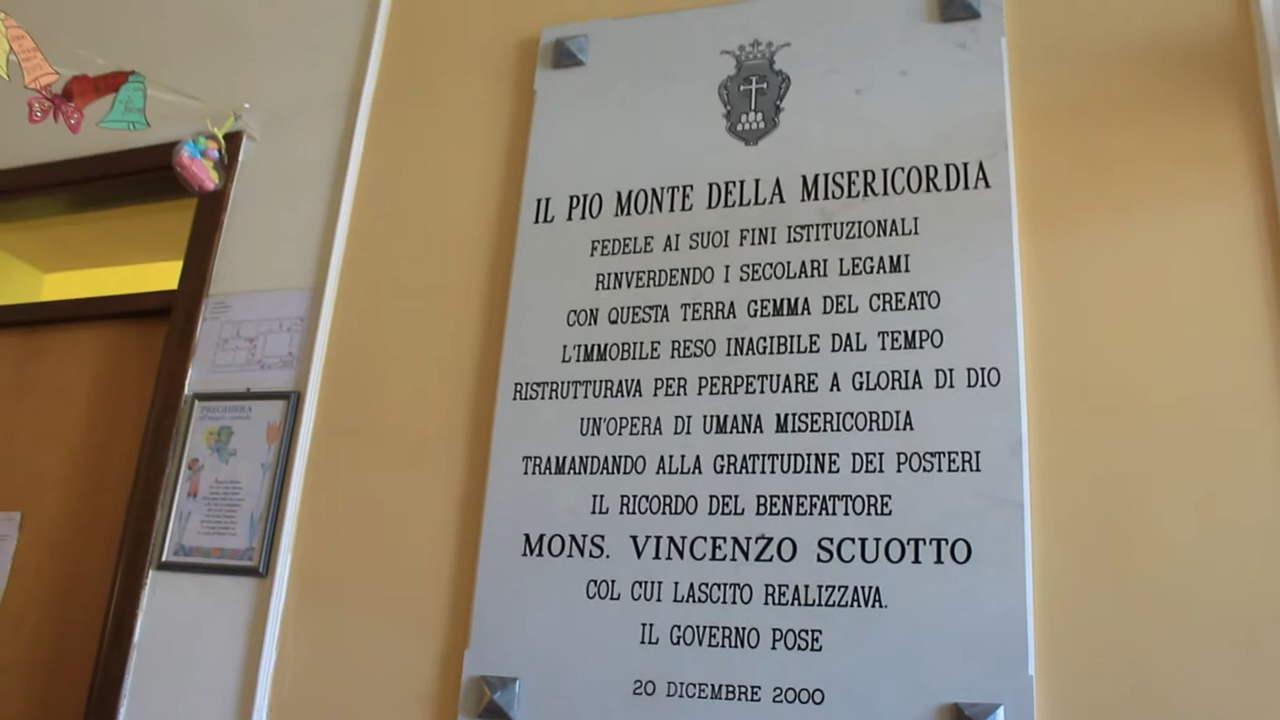 IL PIO MONTE DELLA MISERICORDIA
FEDELE AI SUOI FINI ISTITUZIONALI
RINVERDENDO I SECOLARI LEGAMI
CON QUESTA TERRA GEMMA DEL CREATO
L'IMMOBILE RESO INAGIBILE DAL TEMPO
RISTRUTTURAVA PER PERPETUARE A GLORIA DI DIO
UN'OPERA DI UMANA MISERICORDIA
TRAMANDANDO ALLA GRATITUDINE DEI POSTERI
IL RICORDO DEL BENEFATTORE
MONS. VINCENZO SCUOTTO
COL CUI LASCITO REALIZZAVA.
IL GOVERNO POSE
20 DICEMBRE 2000
PREGHIERA